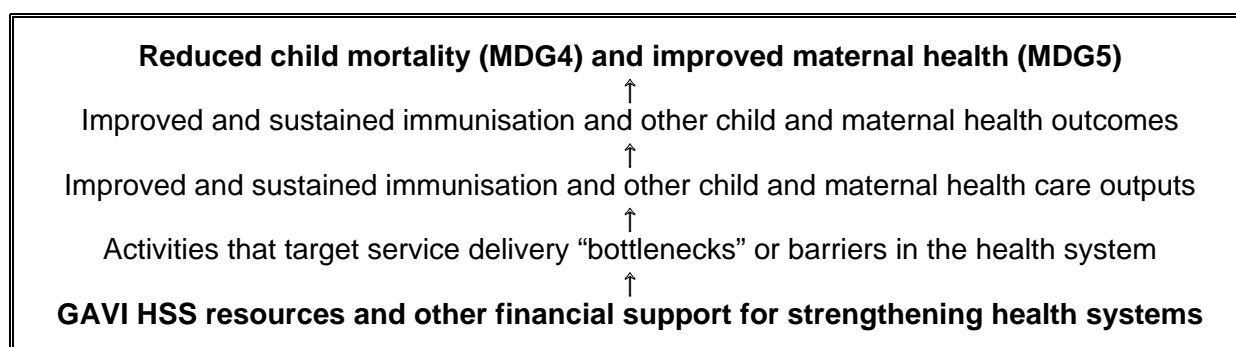 Reduced child mortality (MDG4) and improved maternal health (MDG5)
↑
Improved and sustained immunisation and other child and maternal health outcomes
↑
Improved and sustained immunisation and other child and maternal health care outputs
↑
Activities that target service delivery “bottlenecks” or barriers in the health system
↑
GAVI HSS resources and other financial support for strengthening health systems